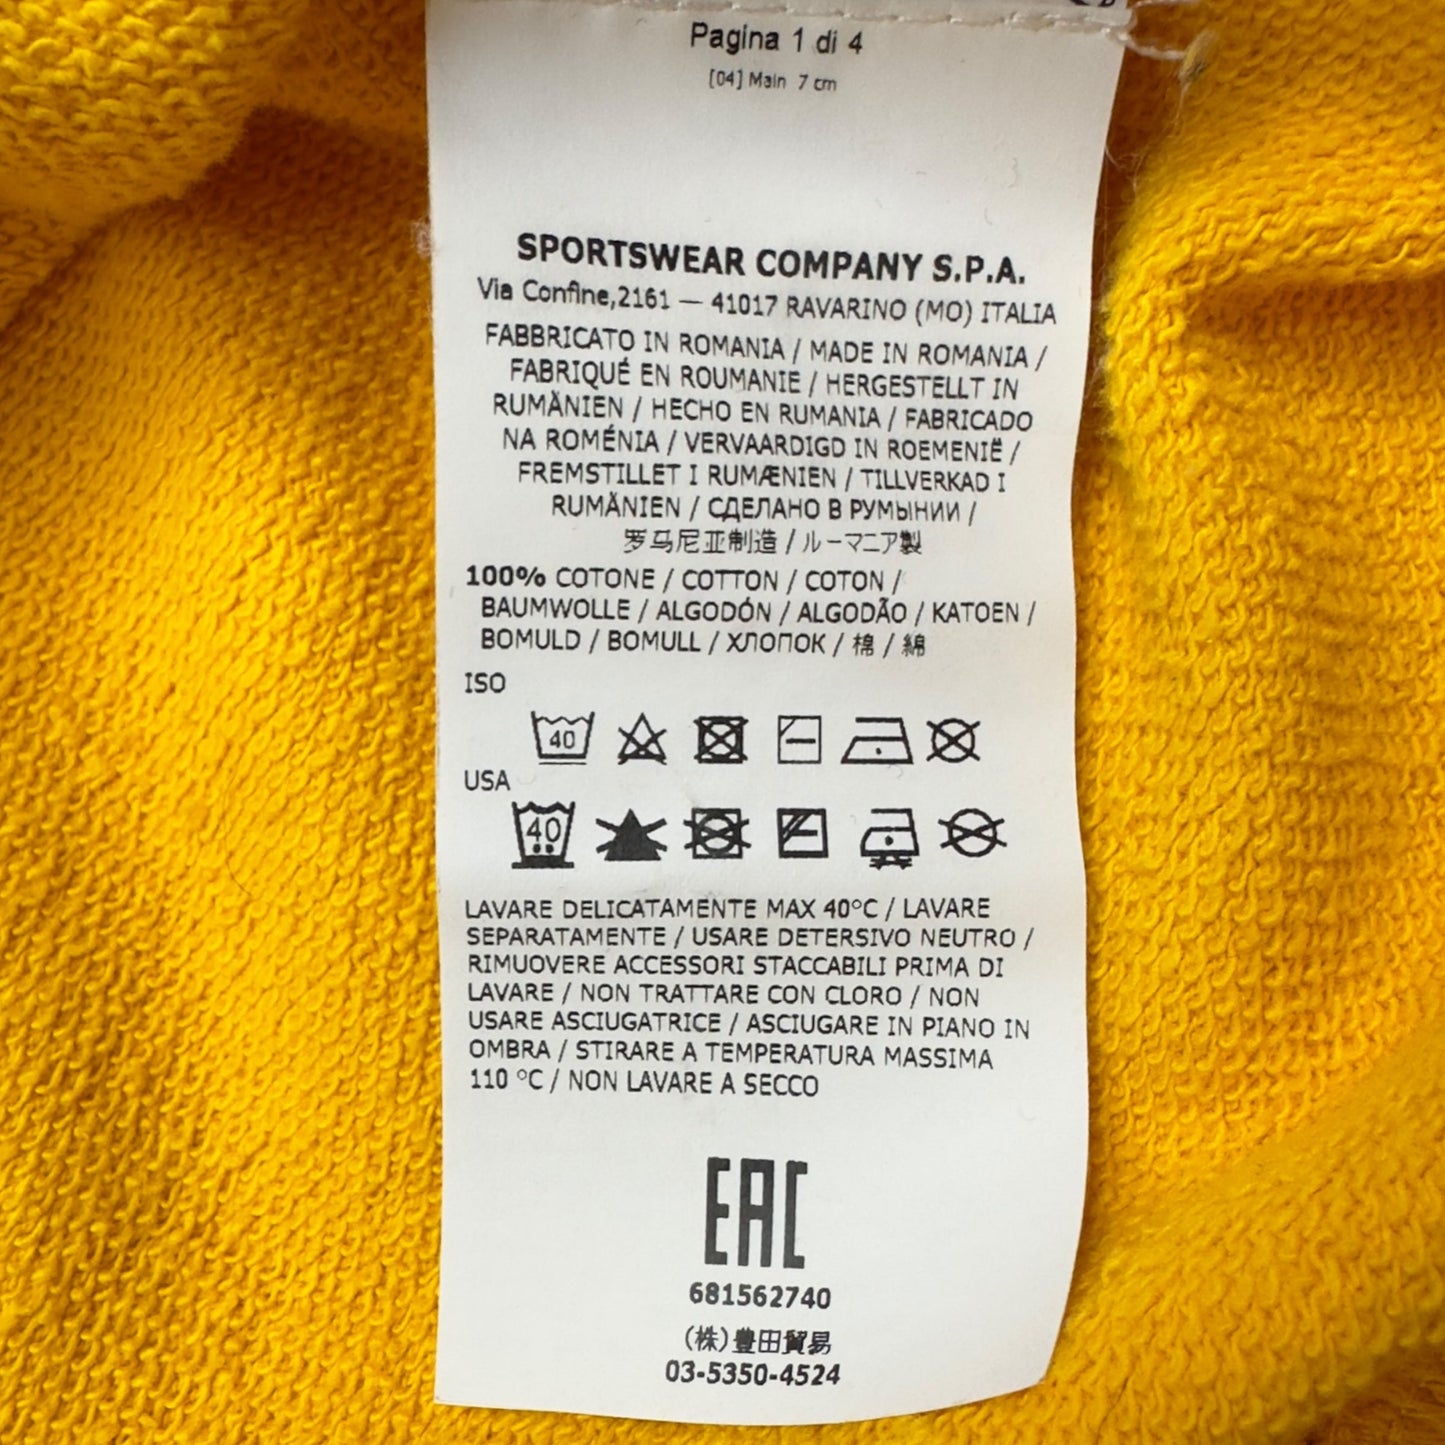 Pagina 1 di 4
[04] Main 7 cm
SPORTSWEAR COMPANY S.P.A.
Via Confine,2161 — 41017 RAVARINO (MO) ITALIA
FABBRICATO IN ROMANIA / MADE IN ROMANIA /
FABRIQUÉ EN ROUMANIE / HERGESTELLT IN
RUMÄNIEN / HECHO EN RUMANIA / FABRICADO
NA ROMÉNIA / VERVAARDIGD IN ROEMENIË /
FREMSTILLET I RUMÆNIEN / TILLVERKAD I
RUMÄNIEN / СДЕЛАНО В РУМЫНИИ /
罗马尼亚制造 / ルーマニア製
100% COTONE / COTTON / COTON /
BAUMWOLLE / ALGODÓN / ALGODÃO / KATOEN /
BOMULD / BOMULL / ХЛОПОК / 棉 / 綿
ISO
40
USA
40
LAVARE DELICATAMENTE MAX 40°C / LAVARE
SEPARATAMENTE / USARE DETERSIVO NEUTRO /
RIMUOVERE ACCESSORI STACCABILI PRIMA DI
LAVARE / NON TRATTARE CON CLORO / NON
USARE ASCIUGATRICE / ASCIUGARE IN PIANO IN
OMBRA / STIRARE A TEMPERATURA MASSIMA
110 °C / NON LAVARE A SECCO
EAC
681562740
(株)豊田貿易
03-5350-4524